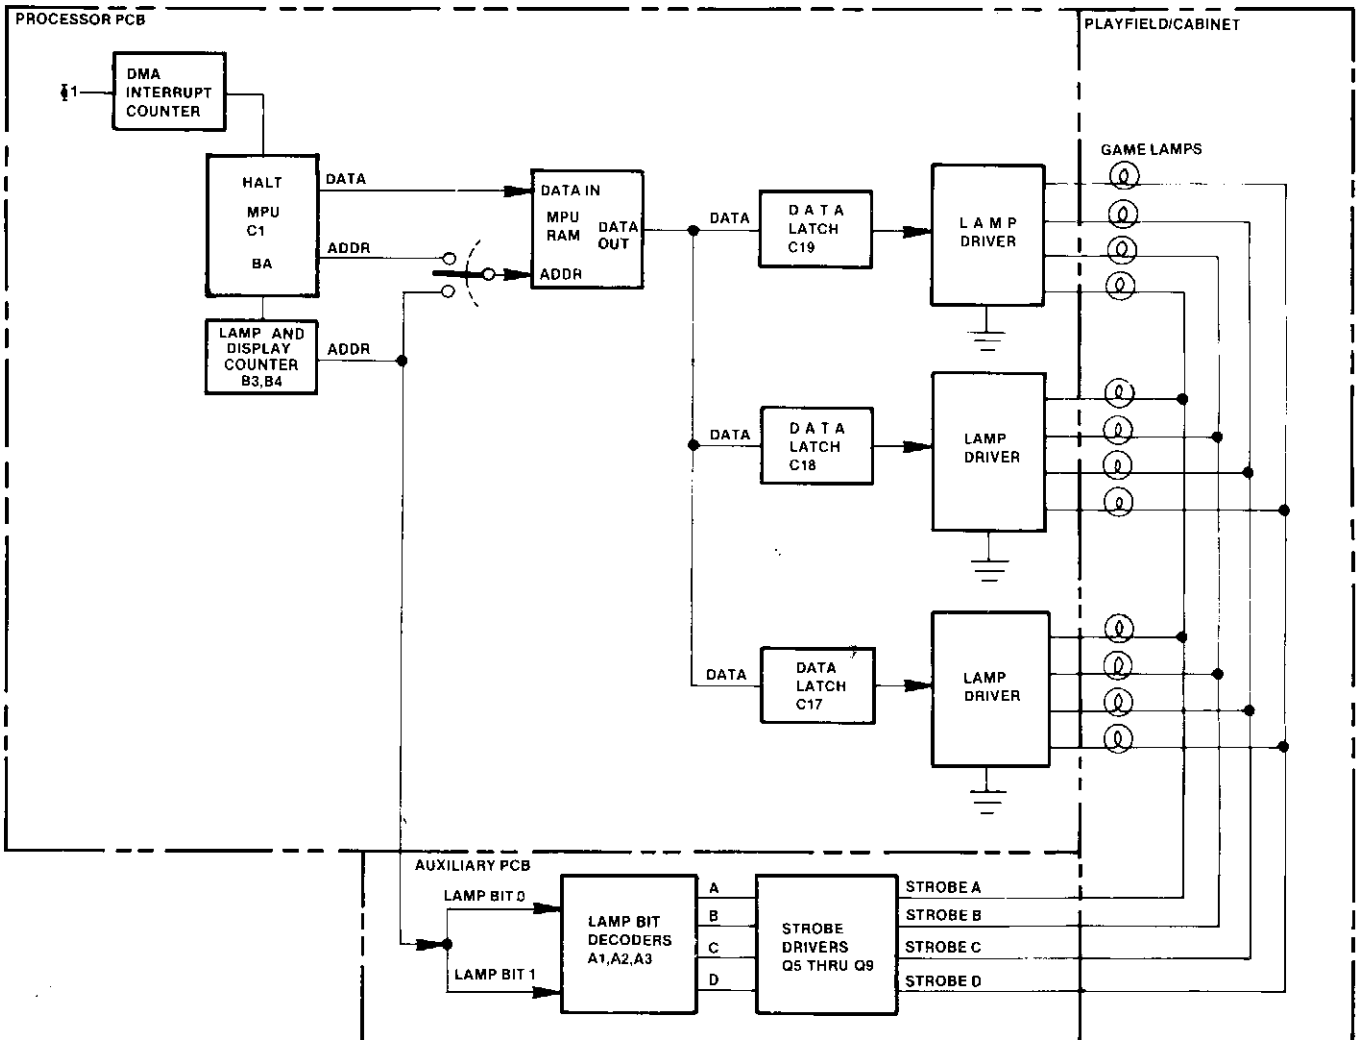 PROCESSOR PCB
PLAYFIELD/CABINET
Φ1
DMA
INTERRUPT
COUNTER
HALT
MPU
C1
BA
DATA
ADDR
LAMP AND
DISPLAY
COUNTER
B3,B4
ADDR
DATA IN
MPU
RAM
DATA
OUT
ADDR
DATA
DATA
LATCH
C19
LAMP
DRIVER
GAME LAMPS
DATA
DATA
LATCH
C18
LAMP
DRIVER
DATA
DATA
LATCH
C17
LAMP
DRIVER
AUXILIARY PCB
LAMP BIT 0
LAMP BIT 1
LAMP BIT
DECODERS
A1,A2,A3
A
B
C
D
STROBE
DRIVERS
Q5 THRU Q9
STROBE A
STROBE B
STROBE C
STROBE D